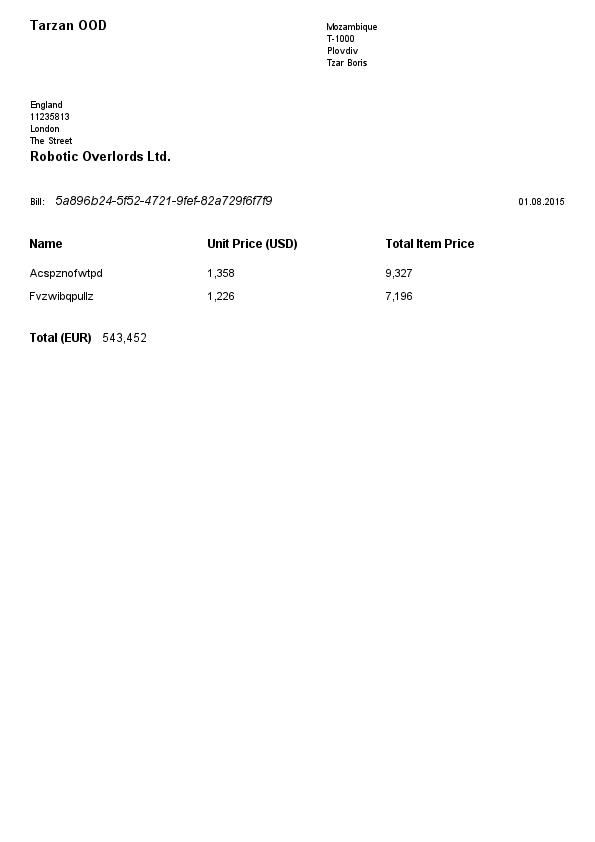 Tarzan OOD
Mozambique
T-1000
Plovdiv
Tzar Boris
England
11235813
London
The Street
Robotic Overlords Ltd.
Bill: 5a896b24-5f52-4721-9fef-82a729f6f7f9 01.08.2015
Name Unit Price (USD) Total Item Price
Acspznofwtpd 1,358 9,327
Fvzwibqpullz 1,226 7,196
Total (EUR) 543,452